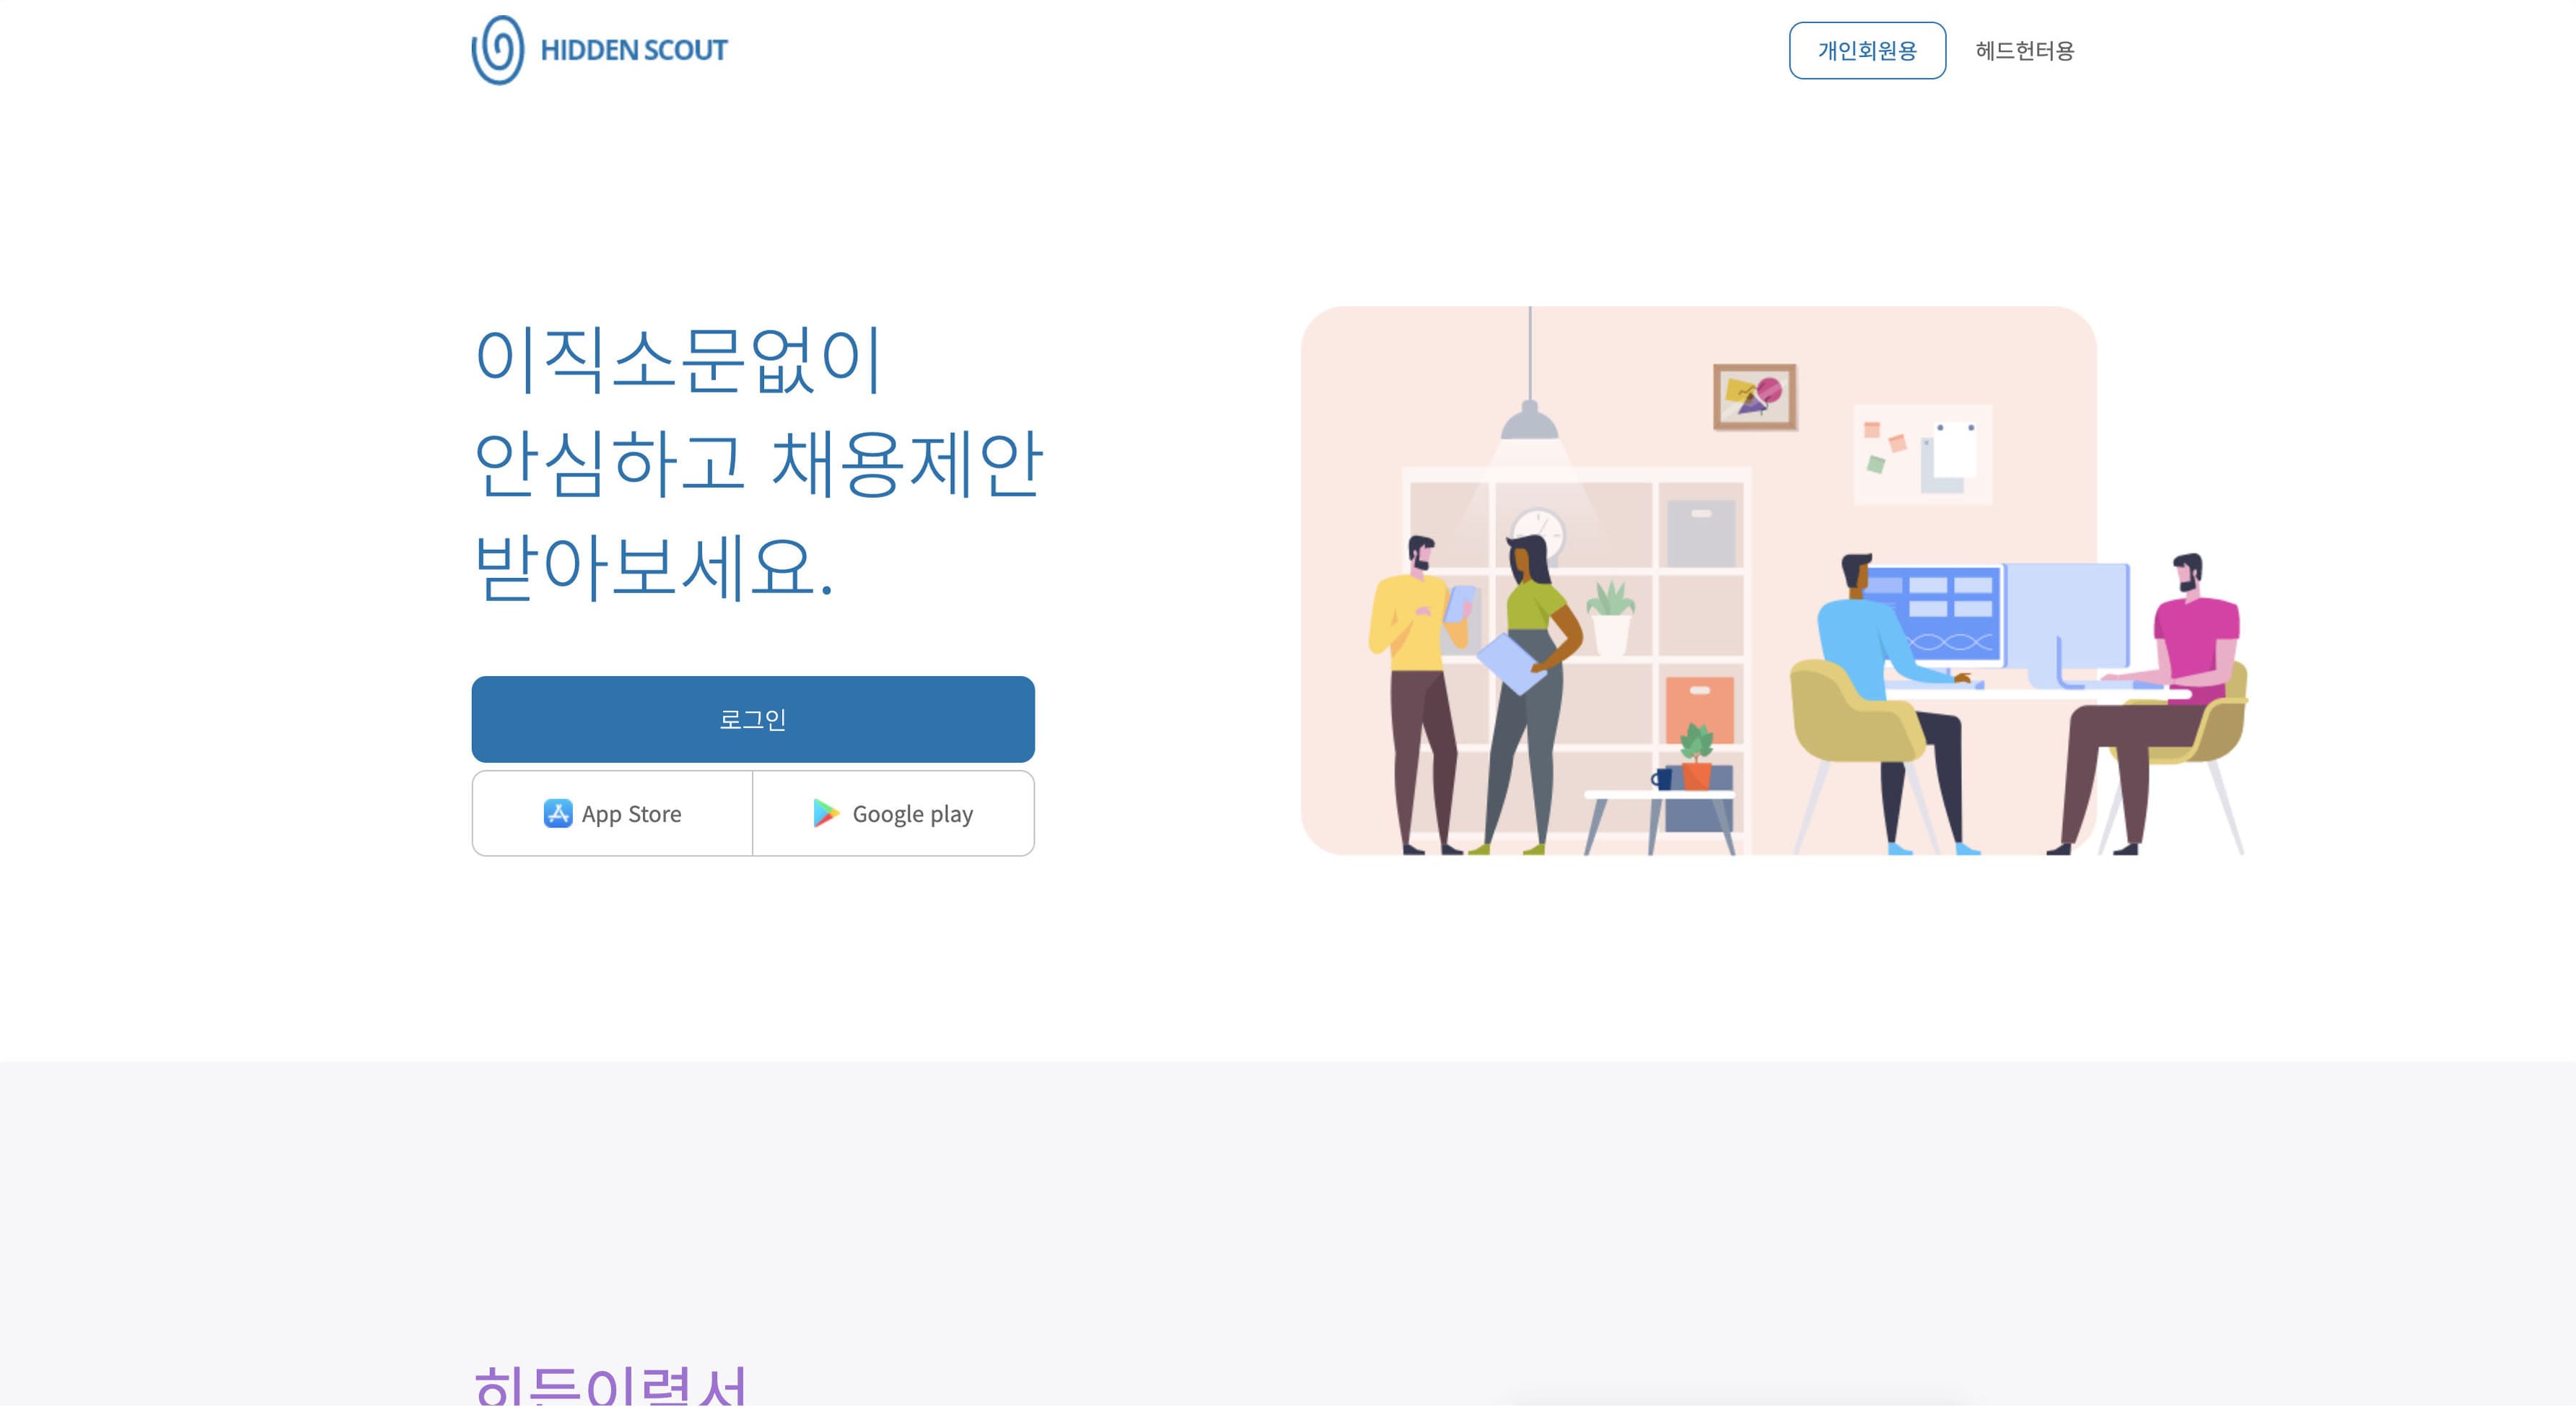 HIDDEN SCOUT
개인회원용
헤드헌터용
이직소문없이
안심하고 채용제안
받아보세요.
로그인
App Store
Google play
히든이력서